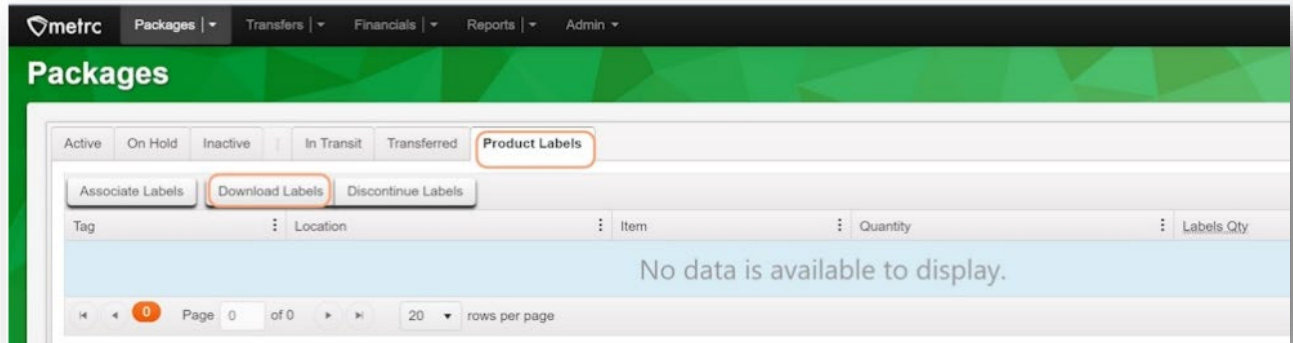 metrc Packages | Transfers | Financials | Reports | Admin
Packages
Active On Hold Inactive | In Transit Transferred Product Labels
Associate Labels Download Labels Discontinue Labels
Tag Location Item Quantity Labels Qty
No data is available to display.
0 Page 0 of 0 20 rows per page